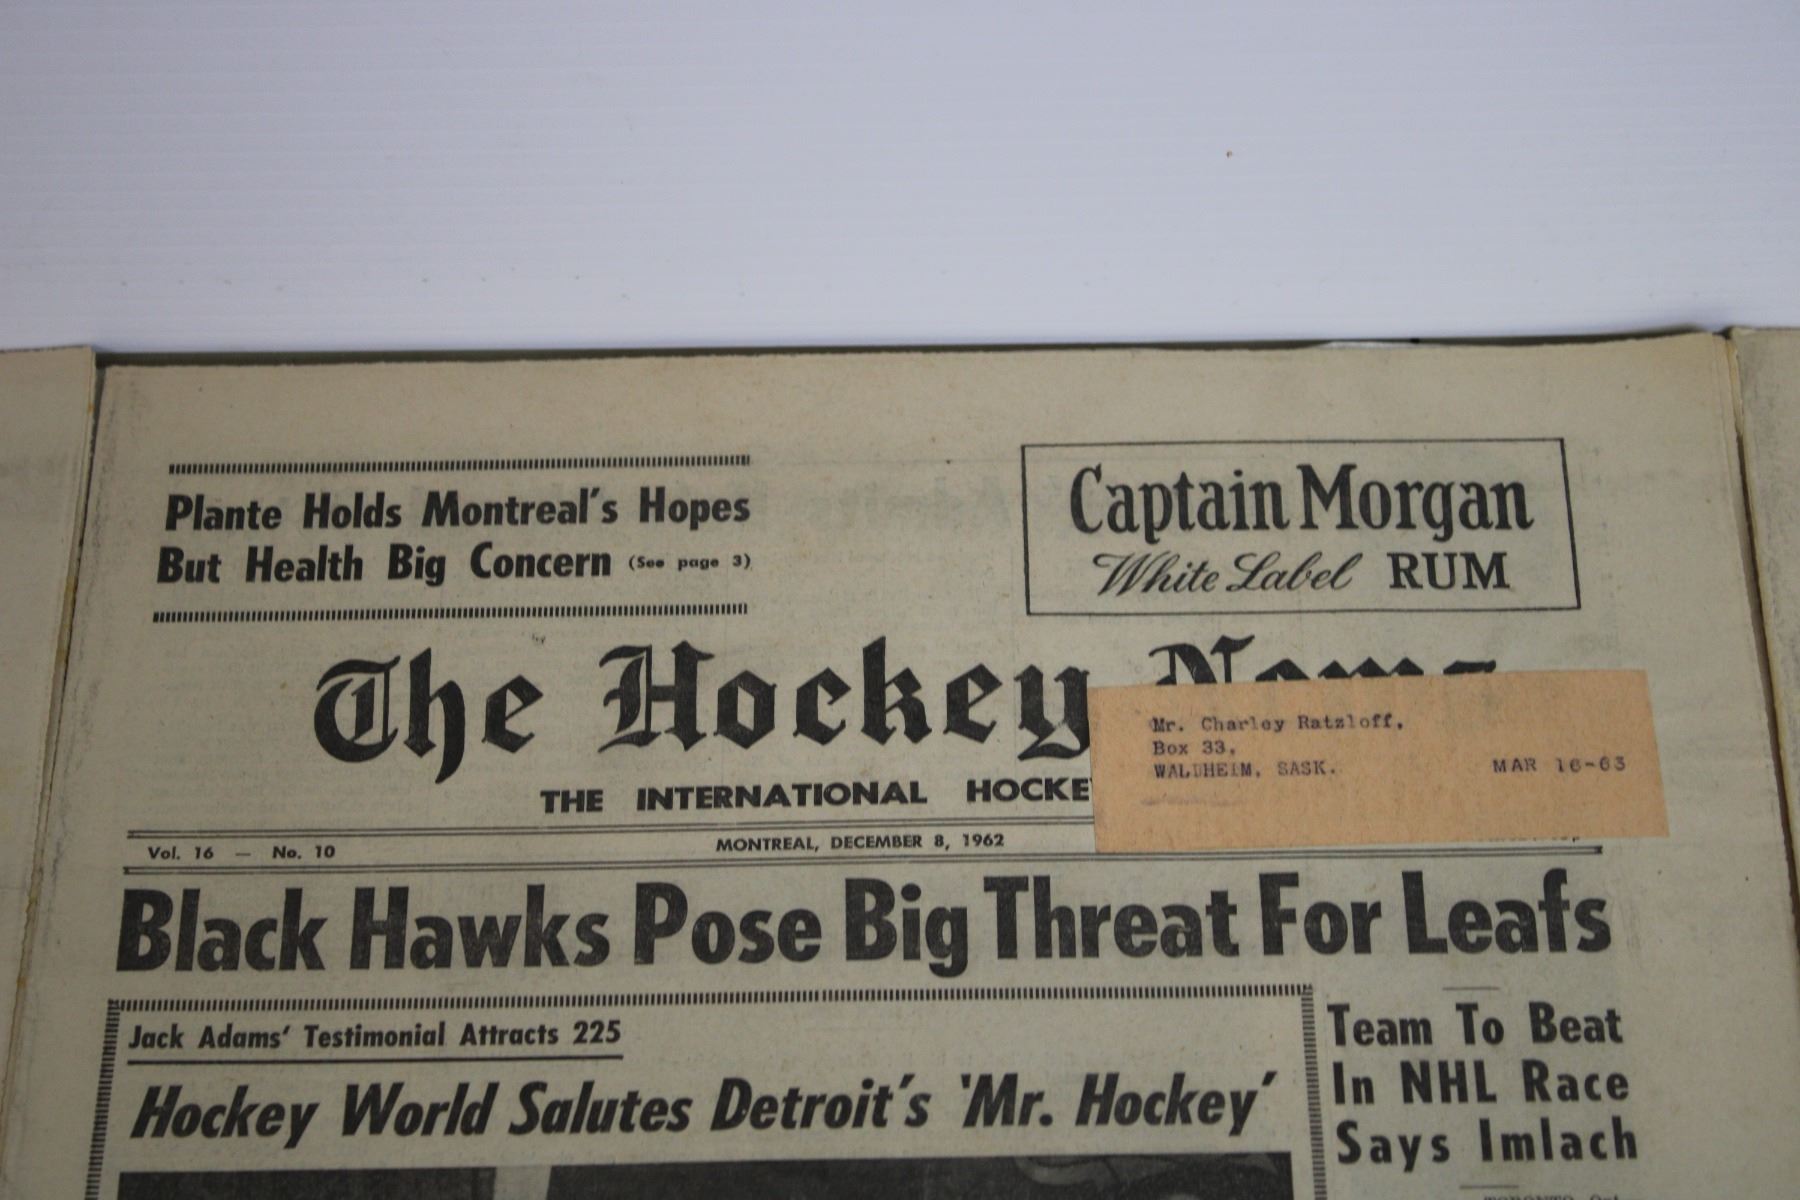 Plante Holds Montreal's Hopes
But Health Big Concern (See page 3)
Captain Morgan
White Label RUM
The Hockey News
THE INTERNATIONAL HOCKE
Mr. Charley Ratzloff,
Box 33,
WALDHEIM, SASK. MAR 16-63
Vol. 16 — No. 10 MONTREAL, DECEMBER 8, 1962
Black Hawks Pose Big Threat For Leafs
Jack Adams' Testimonial Attracts 225
Hockey World Salutes Detroit's 'Mr. Hockey'
Team To Beat
In NHL Race
Says Imlach